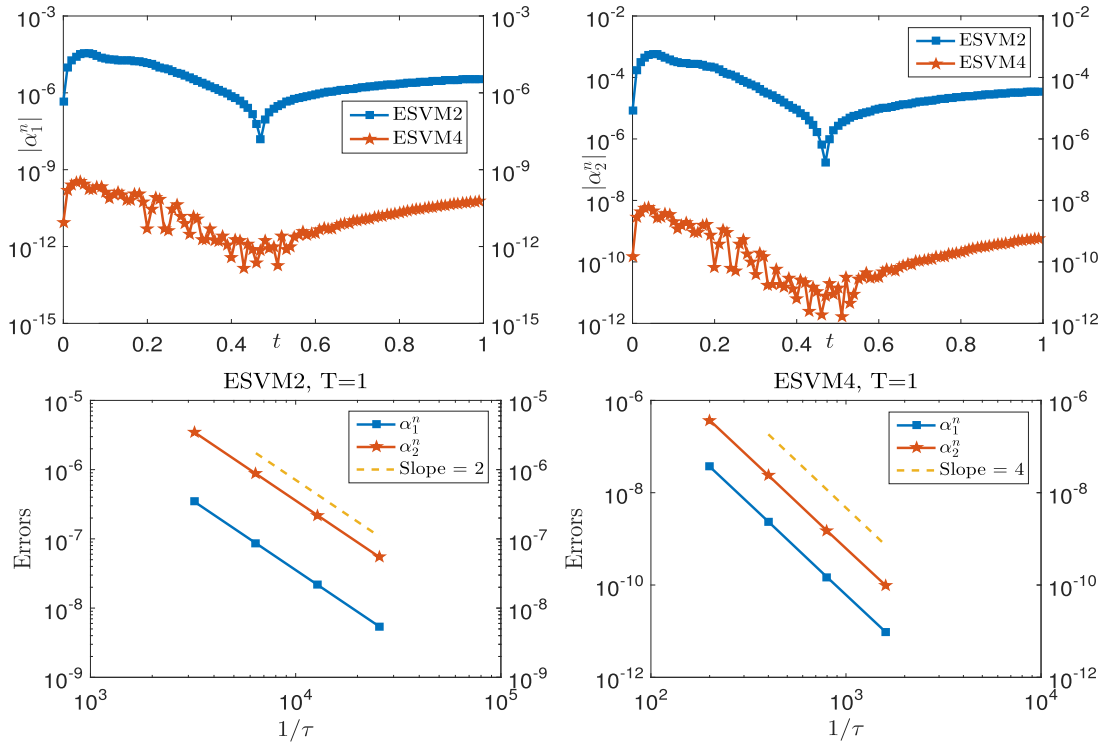 10^-3
10^-6
10^-9
10^-12
10^-15
|α_1^n|
ESVM2
ESVM4
10^-3
10^-6
10^-9
10^-12
10^-15
0 0.2 0.4 0.6 0.8 1
t
10^-2
10^-4
10^-6
10^-8
10^-10
10^-12
|α_2^n|
ESVM2
ESVM4
10^-2
10^-4
10^-6
10^-8
10^-10
10^-12
0 0.2 0.4 0.6 0.8 1
t
ESVM2, T=1
10^-5
10^-6
10^-7
10^-8
10^-9
Errors
α_1^n
α_2^n
Slope = 2
10^-5
10^-6
10^-7
10^-8
10^-9
10^3 10^4 10^5
1/τ
ESVM4, T=1
10^-6
10^-8
10^-10
10^-12
Errors
α_1^n
α_2^n
Slope = 4
10^-6
10^-8
10^-10
10^-12
10^2 10^3 10^4
1/τ